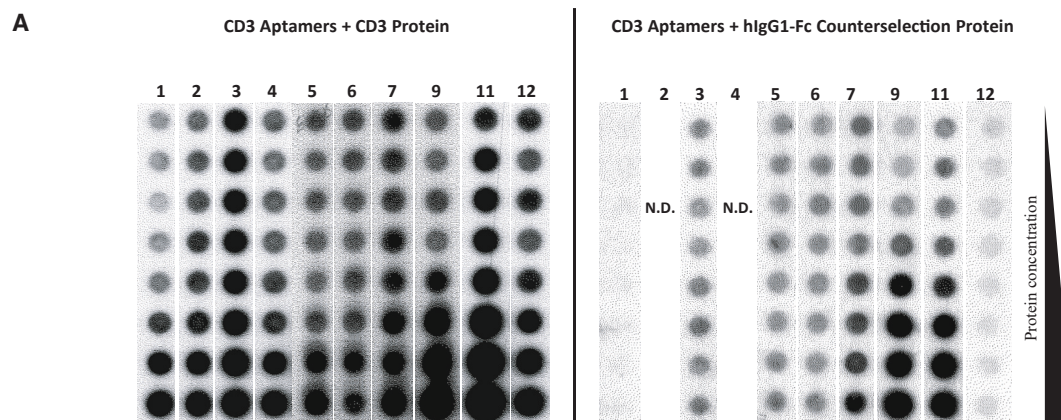 A
CD3 Aptamers + CD3 Protein
CD3 Aptamers + hIgG1-Fc Counterselection Protein
1 2 3 4 5 6 7 9 11 12
1 2 3 4 5 6 7 9 11 12
N.D. N.D.
Protein concentration